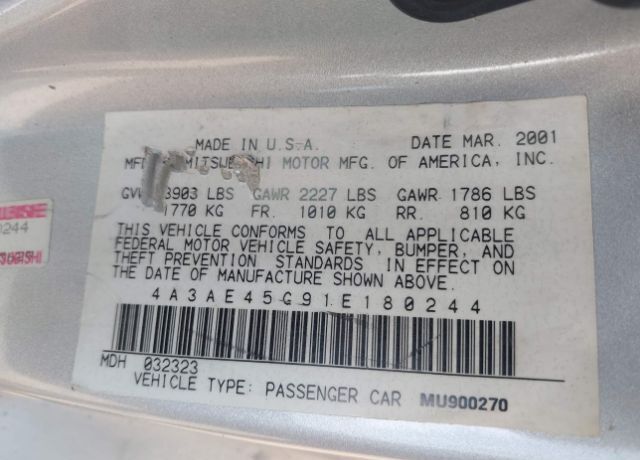 MADE IN U.S.A. DATE MAR. 2001
MITSUBISHI MOTOR MFG. OF AMERICA, INC.
3903 LBS GAWR 2227 LBS GAWR 1786 LBS
1770 KG FR. 1010 KG RR. 810 KG
THIS VEHICLE CONFORMS TO ALL APPLICABLE
FEDERAL MOTOR VEHICLE SAFETY, BUMPER, AND
THEFT PREVENTION STANDARDS IN EFFECT ON
THE DATE OF MANUFACTURE SHOWN ABOVE.
4A3AE45G91E180244
MDH 032323
VEHICLE TYPE: PASSENGER CAR MU900270
0244